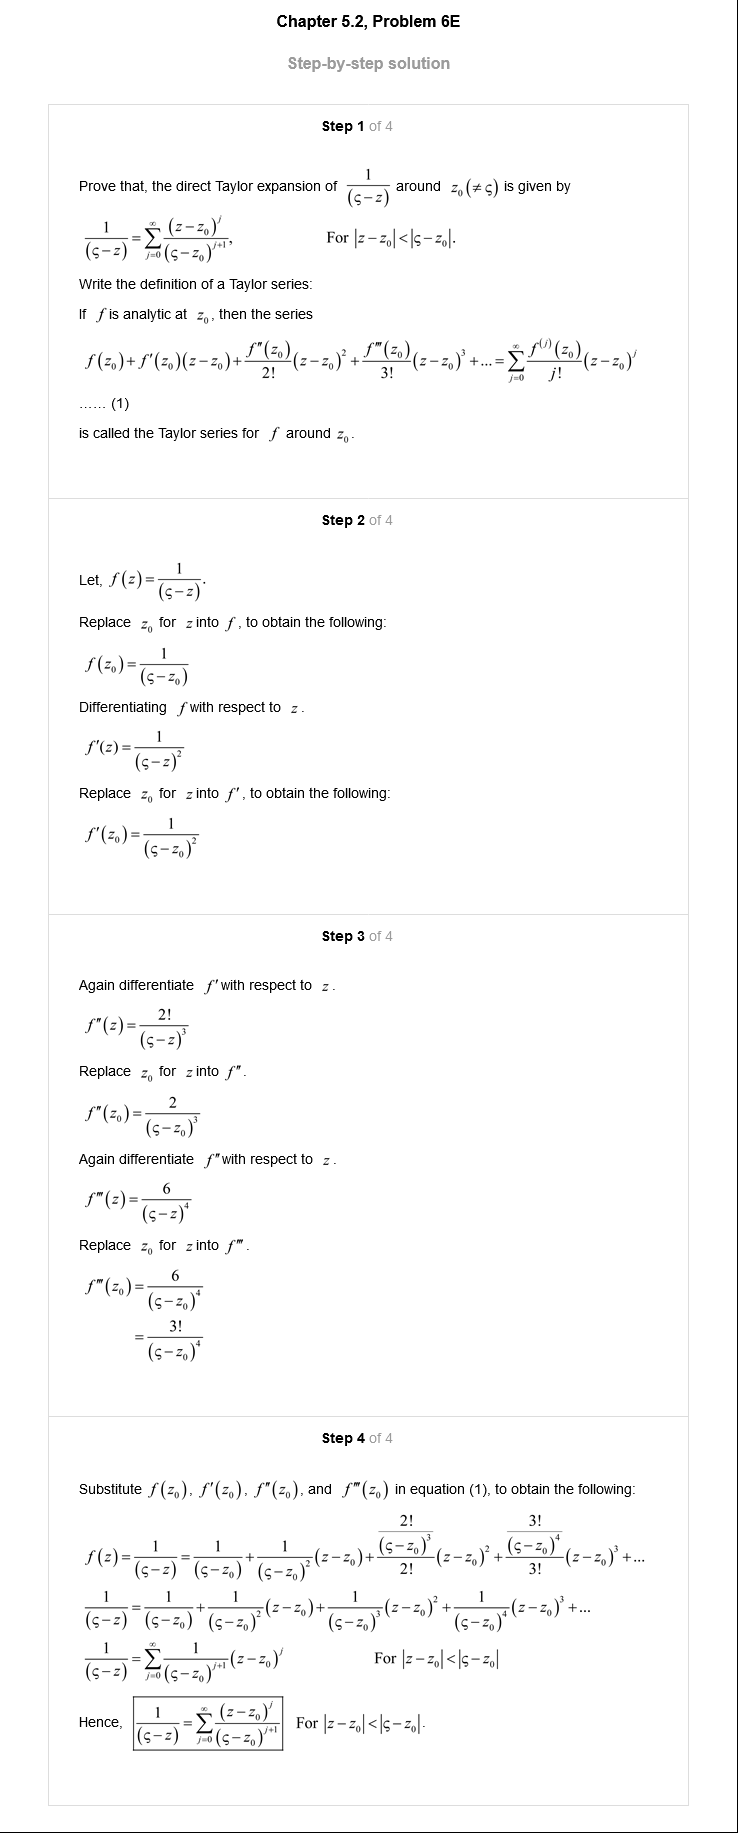 Chapter 5.2, Problem 6E
Step-by-step solution
Step 1 of 4
Prove that, the direct Taylor expansion of $\frac{1}{(\varsigma-z)}$ around $z_0(\neq\varsigma)$ is given by
$\frac{1}{(\varsigma-z)}=\sum_{j=0}^{\infty}\frac{(z-z_0)^j}{(\varsigma-z_0)^{j+1}},$ For $|z-z_0|<|\varsigma-z_0|.$
Write the definition of a Taylor series:
If $f$ is analytic at $z_0$, then the series
$f(z_0)+f'(z_0)(z-z_0)+\frac{f''(z_0)}{2!}(z-z_0)^2+\frac{f'''(z_0)}{3!}(z-z_0)^3+...=\sum_{j=0}^{\infty}\frac{f^{(j)}(z_0)}{j!}(z-z_0)^j$
...... (1)
is called the Taylor series for $f$ around $z_0$.
Step 2 of 4
Let, $f(z)=\frac{1}{(\varsigma-z)}.$
Replace $z_0$ for $z$ into $f$, to obtain the following:
$f(z_0)=\frac{1}{(\varsigma-z_0)}$
Differentiating $f$ with respect to $z$.
$f'(z)=\frac{1}{(\varsigma-z)^2}$
Replace $z_0$ for $z$ into $f'$, to obtain the following:
$f'(z_0)=\frac{1}{(\varsigma-z_0)^2}$
Step 3 of 4
Again differentiate $f'$ with respect to $z$.
$f''(z)=\frac{2!}{(\varsigma-z)^3}$
Replace $z_0$ for $z$ into $f''$.
$f''(z_0)=\frac{2}{(\varsigma-z_0)^3}$
Again differentiate $f''$ with respect to $z$.
$f'''(z)=\frac{6}{(\varsigma-z)^4}$
Replace $z_0$ for $z$ into $f'''$.
$f'''(z_0)=\frac{6}{(\varsigma-z_0)^4}$
$=\frac{3!}{(\varsigma-z_0)^4}$
Step 4 of 4
Substitute $f(z_0)$, $f'(z_0)$, $f''(z_0)$, and $f'''(z_0)$ in equation (1), to obtain the following:
$f(z)=\frac{1}{(\varsigma-z)}=\frac{1}{(\varsigma-z_0)}+\frac{1}{(\varsigma-z_0)^2}(z-z_0)+\frac{\frac{2!}{(\varsigma-z_0)^3}}{2!}(z-z_0)^2+\frac{\frac{3!}{(\varsigma-z_0)^4}}{3!}(z-z_0)^3+...$
$\frac{1}{(\varsigma-z)}=\frac{1}{(\varsigma-z_0)}+\frac{1}{(\varsigma-z_0)^2}(z-z_0)+\frac{1}{(\varsigma-z_0)^3}(z-z_0)^2+\frac{1}{(\varsigma-z_0)^4}(z-z_0)^3+...$
$\frac{1}{(\varsigma-z)}=\sum_{j=0}^{\infty}\frac{1}{(\varsigma-z_0)^{j+1}}(z-z_0)^j$ For $|z-z_0|<|\varsigma-z_0|$
Hence, $\boxed{\frac{1}{(\varsigma-z)}=\sum_{j=0}^{\infty}\frac{(z-z_0)^j}{(\varsigma-z_0)^{j+1}}}$ For $|z-z_0|<|\varsigma-z_0|.$